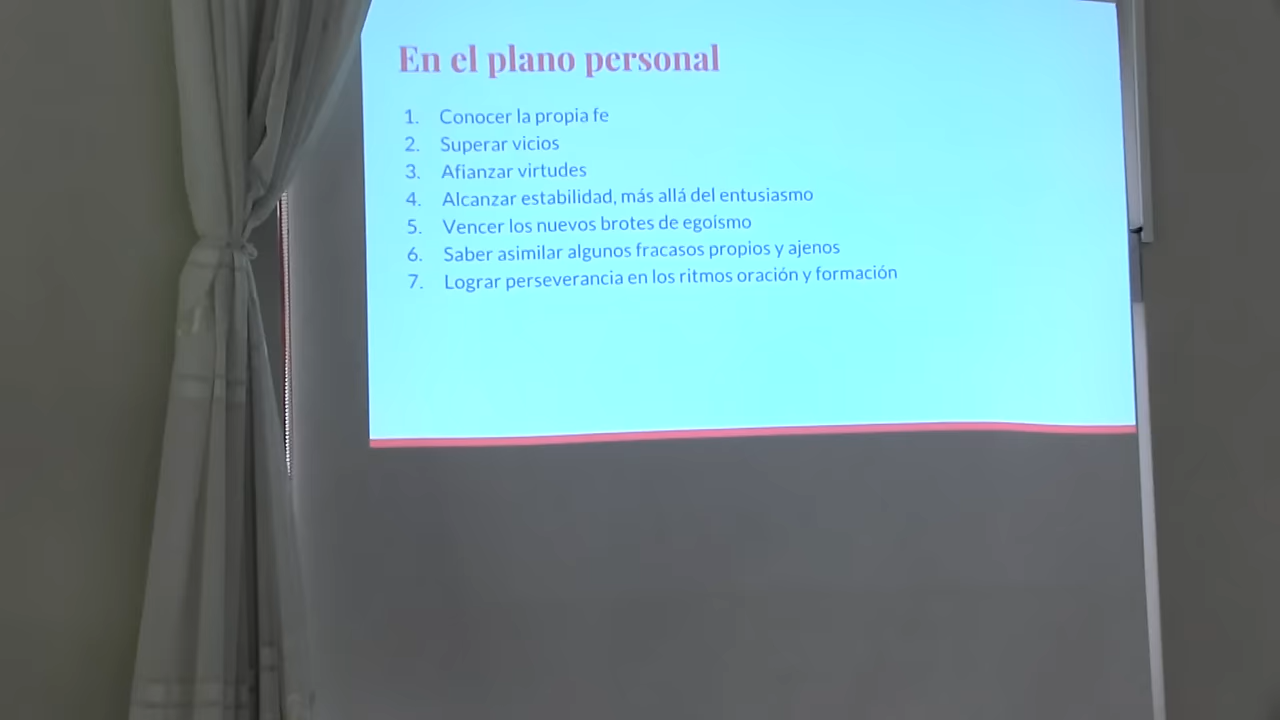 En el plano personal
1. Conocer la propia fe
2. Superar vicios
3. Afianzar virtudes
4. Alcanzar estabilidad, más allá del entusiasmo
5. Vencer los nuevos brotes de egoísmo
6. Saber asimilar algunos fracasos propios y ajenos
7. Lograr perseverancia en los ritmos oración y formación